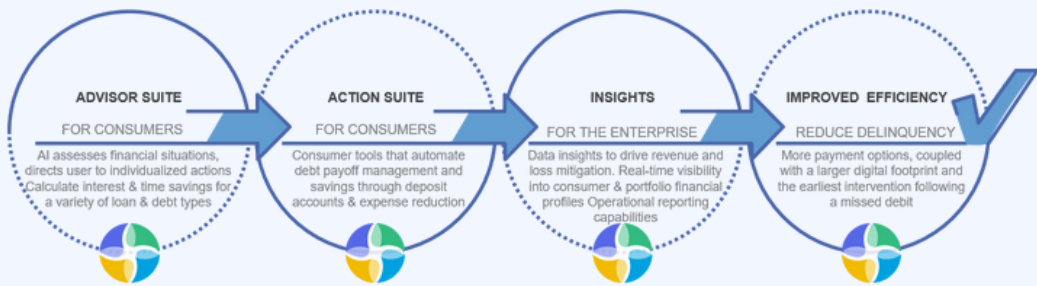 ADVISOR SUITE
FOR CONSUMERS
AI assesses financial situations,
directs user to individualized actions
Calculate interest & time savings for
a variety of loan & debt types
ACTION SUITE
FOR CONSUMERS
Consumer tools that automate
debt payoff management and
savings through deposit
accounts & expense reduction
INSIGHTS
FOR THE ENTERPRISE
Data insights to drive revenue and
loss mitigation. Real-time visibility
into consumer & portfolio financial
profiles Operational reporting
capabilities
IMPROVED EFFICIENCY
REDUCE DELINQUENCY
More payment options, coupled
with a larger digital footprint and
the earliest intervention following
a missed debit